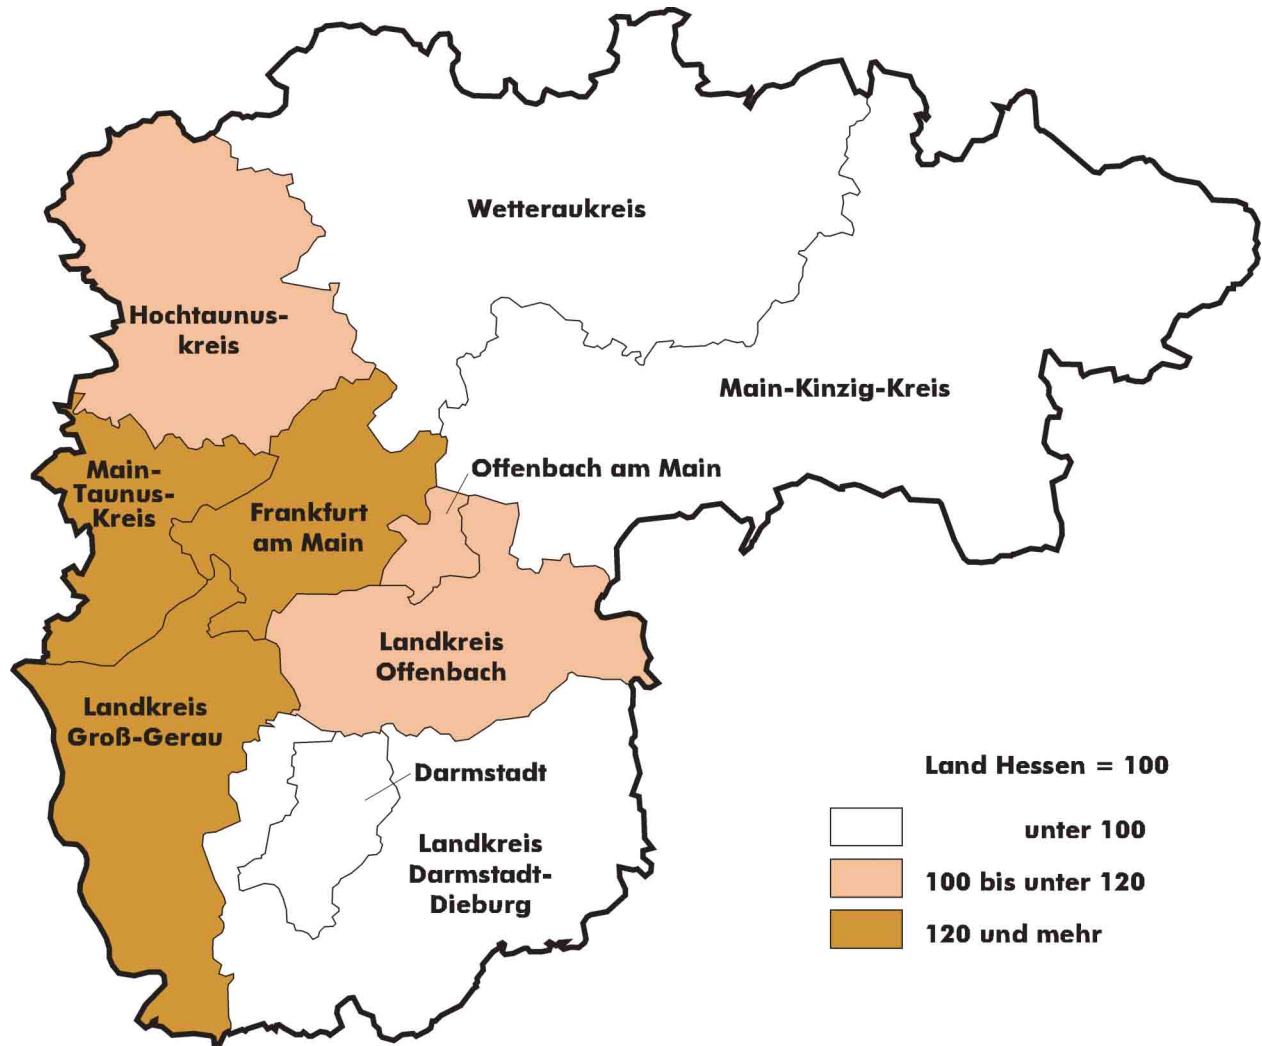 Wetteraukreis
Hochtaunus-
kreis
Main-Kinzig-Kreis
Main-
Taunus-
Kreis
Offenbach am Main
Frankfurt
am Main
Landkreis
Offenbach
Landkreis
Groß-Gerau
Darmstadt
Landkreis
Darmstadt-
Dieburg
Land Hessen = 100
unter 100
100 bis unter 120
120 und mehr